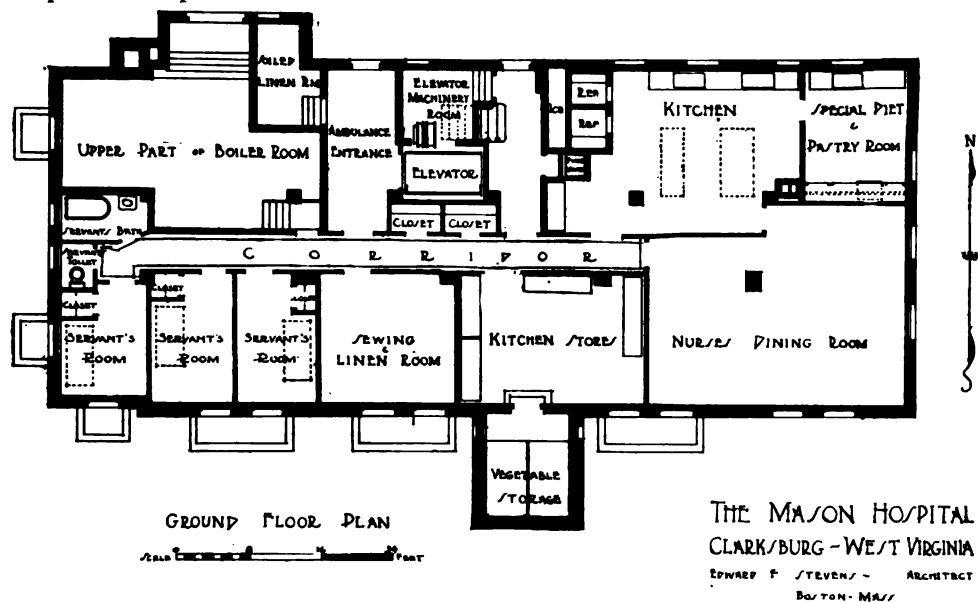 SOILED
LINEN RM
UPPER PART OF BOILER ROOM
AMBULANCE
ENTRANCE
ELEVATOR
MACHINERY
ROOM
ELEVATOR
CLOSET
CLOSET
ICE
REF
REF
KITCHEN
SPECIAL DIET
&
PASTRY ROOM
N
SERVANTS BATH
SERVANTS
TOILET
CORRIDOR
CLOSET
SERVANT'S
ROOM
CLOSET
SERVANT'S
ROOM
SERVANT'S
ROOM
SEWING
&
LINEN ROOM
KITCHEN STORES
NURSES DINING ROOM
VEGETABLE
STORAGE
GROUND FLOOR PLAN
SCALE
FEET
THE MASON HOSPITAL
CLARKSBURG - WEST VIRGINIA
EDWARD F STEVENS - ARCHITECT
BOSTON - MASS